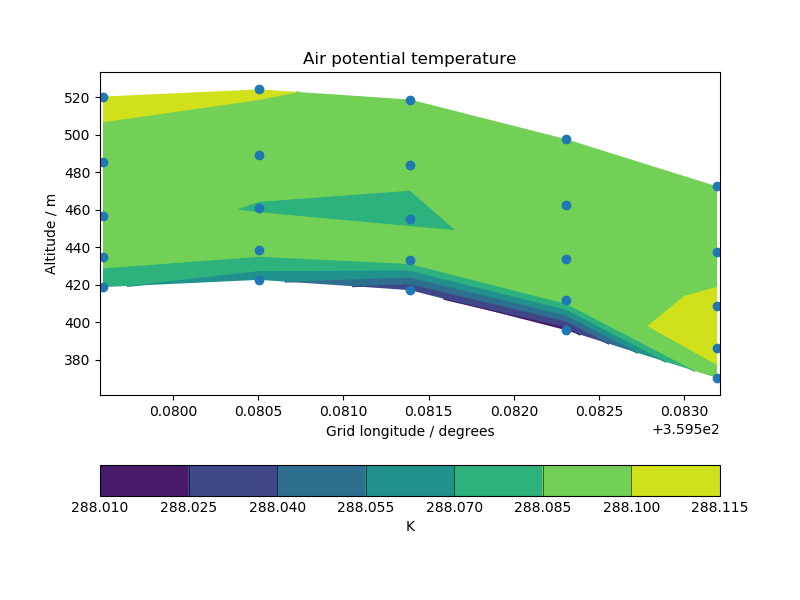 Air potential temperature
520
500
480
460
440
420
400
380
Altitude / m
0.0800 0.0805 0.0810 0.0815 0.0820 0.0825 0.0830
Grid longitude / degrees
+3.595e2
288.010 288.025 288.040 288.055 288.070 288.085 288.100 288.115
K